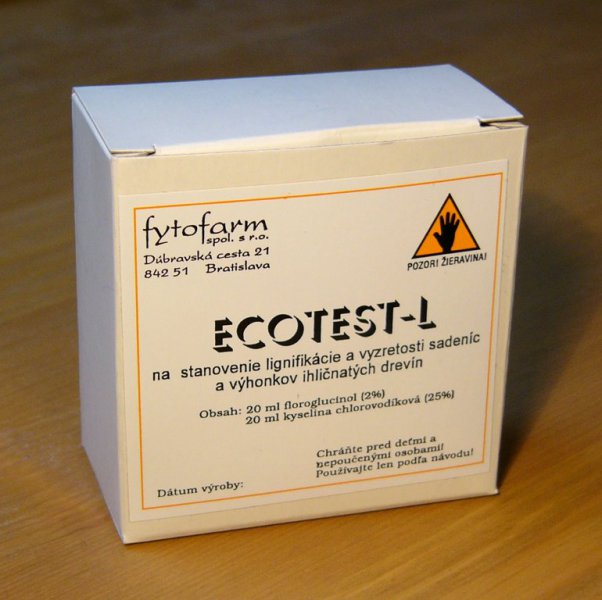 fytofarm
spol. s r.o.
Dúbravská cesta 21
842 51 Bratislava
POZOR! ŽIERAVINA!
ECOTEST-L
na stanovenie lignifikácie a vyzretosti sadeníc
a výhonkov ihličnatých drevín
Obsah: 20 ml floroglucínol (2%)
20 ml kyselina chlorovodíková (25%)
Chráňte pred deťmi a
nepoučenými osobami!
Používajte len podľa návodu!
Dátum výroby: